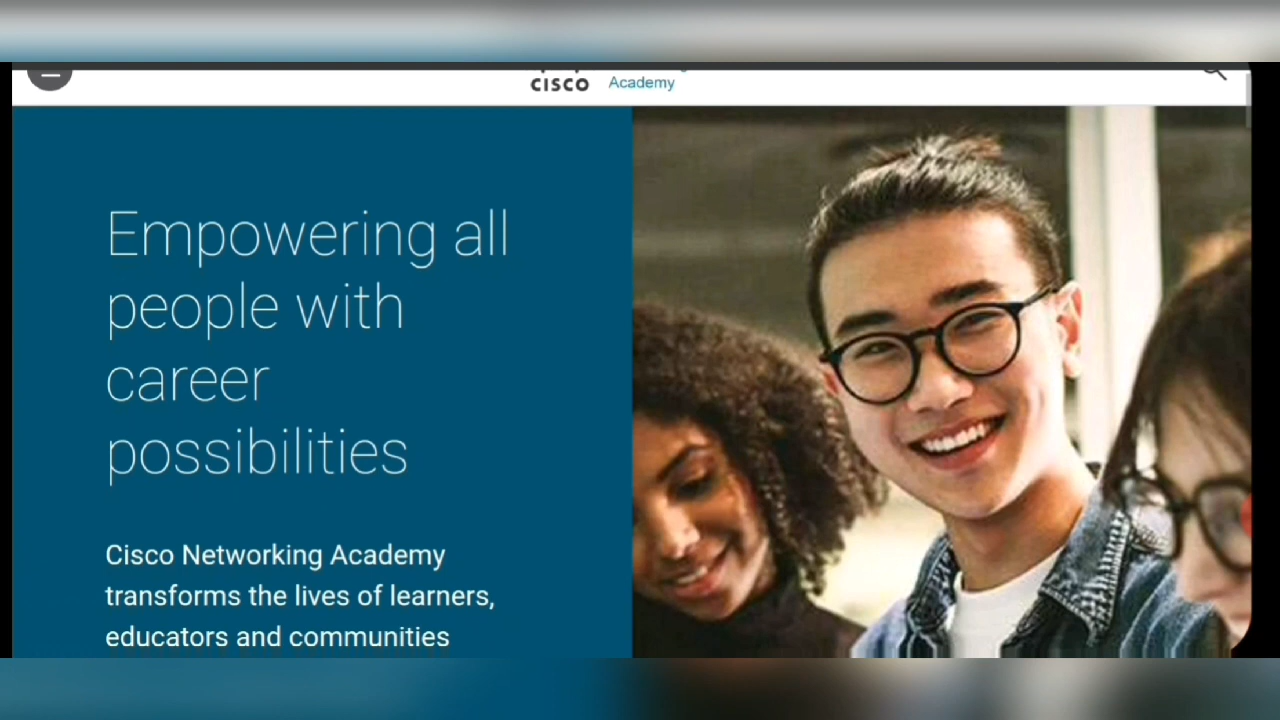 CISCO Academy
Empowering all
people with
career
possibilities
Cisco Networking Academy
transforms the lives of learners,
educators and communities